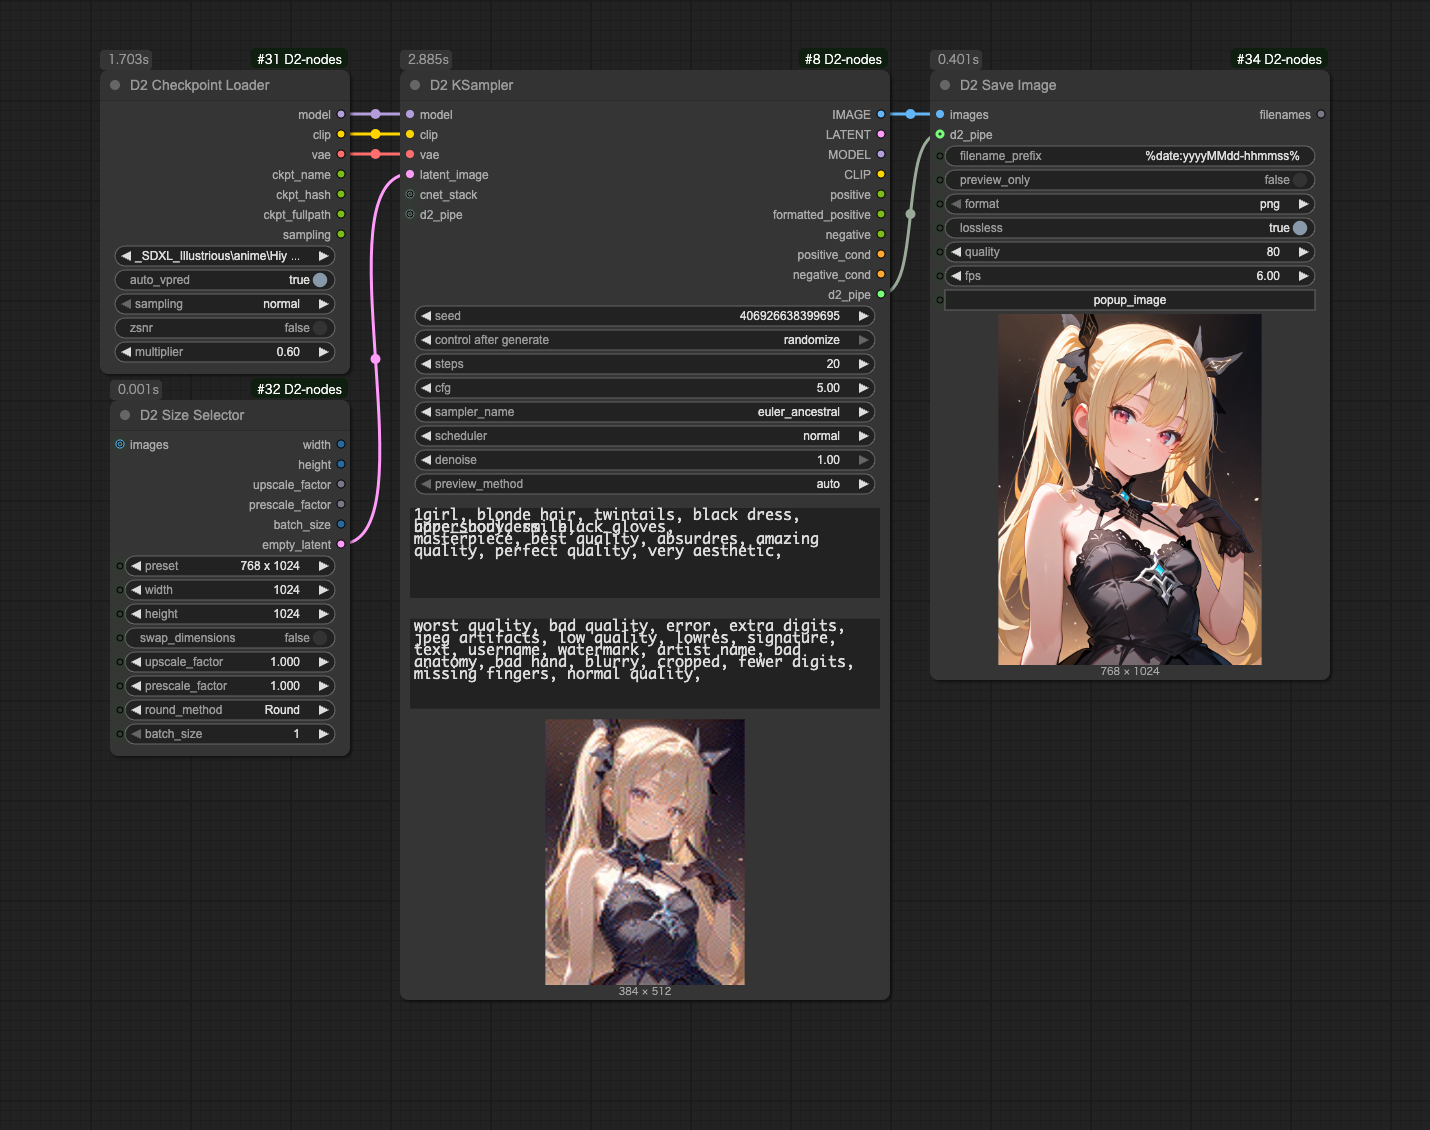 1.703s
#31 D2-nodes
D2 Checkpoint Loader
model
clip
vae
ckpt_name
ckpt_hash
ckpt_fullpath
sampling
_SDXL_Illustrious\anime\Hiy ...
auto_vpred true
sampling normal
zsnr false
multiplier 0.60
0.001s
#32 D2-nodes
D2 Size Selector
images width
height
upscale_factor
prescale_factor
batch_size
empty_latent
preset 768 x 1024
width 1024
height 1024
swap_dimensions false
upscale_factor 1.000
prescale_factor 1.000
round_method Round
batch_size 1
2.885s
#8 D2-nodes
D2 KSampler
model IMAGE
clip LATENT
vae MODEL
latent_image CLIP
cnet_stack positive
d2_pipe formatted_positive
negative
positive_cond
negative_cond
d2_pipe
seed 406926638399695
control after generate randomize
steps 20
cfg 5.00
sampler_name euler_ancestral
scheduler normal
denoise 1.00
preview_method auto
1girl, blonde hair, twintails, black dress,
black gloves,
masterpiece, best quality, absurdres, amazing
quality, perfect quality, very aesthetic,
worst quality, bad quality, error, extra digits,
jpeg artifacts, low quality, lowres, signature,
text, username, watermark, artist name, bad
anatomy, bad hand, blurry, cropped, fewer digits,
missing fingers, normal quality,
384 × 512
0.401s
#34 D2-nodes
D2 Save Image
images filenames
d2_pipe
filename_prefix %date:yyyyMMdd-hhmmss%
preview_only false
format png
lossless true
quality 80
fps 6.00
popup_image
768 × 1024